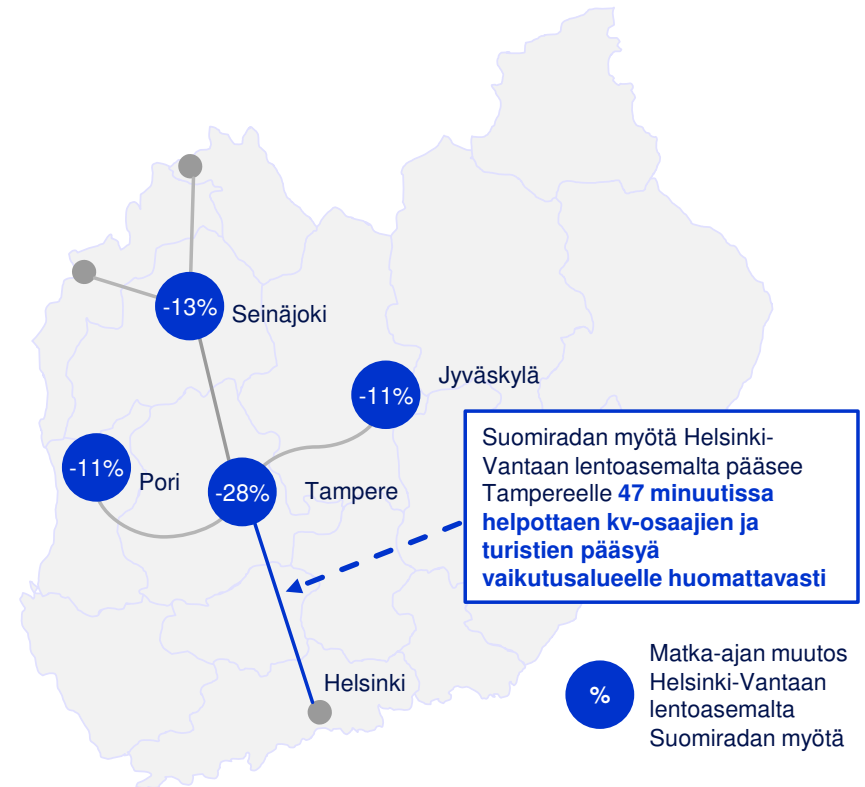 -13%
Seinäjoki
Jyväskylä
-11%
-11%
Pori
-28%
Tampere
Suomiradan myötä Helsinki-
Vantaan lentoasemalta pääsee
Tampereelle 47 minuutissa
helpottaen kv-osaajien ja
turistien pääsyä
vaikutusalueelle huomattavasti
Helsinki
%
Matka-ajan muutos
Helsinki-Vantaan
lentoasemalta
Suomiradan myötä